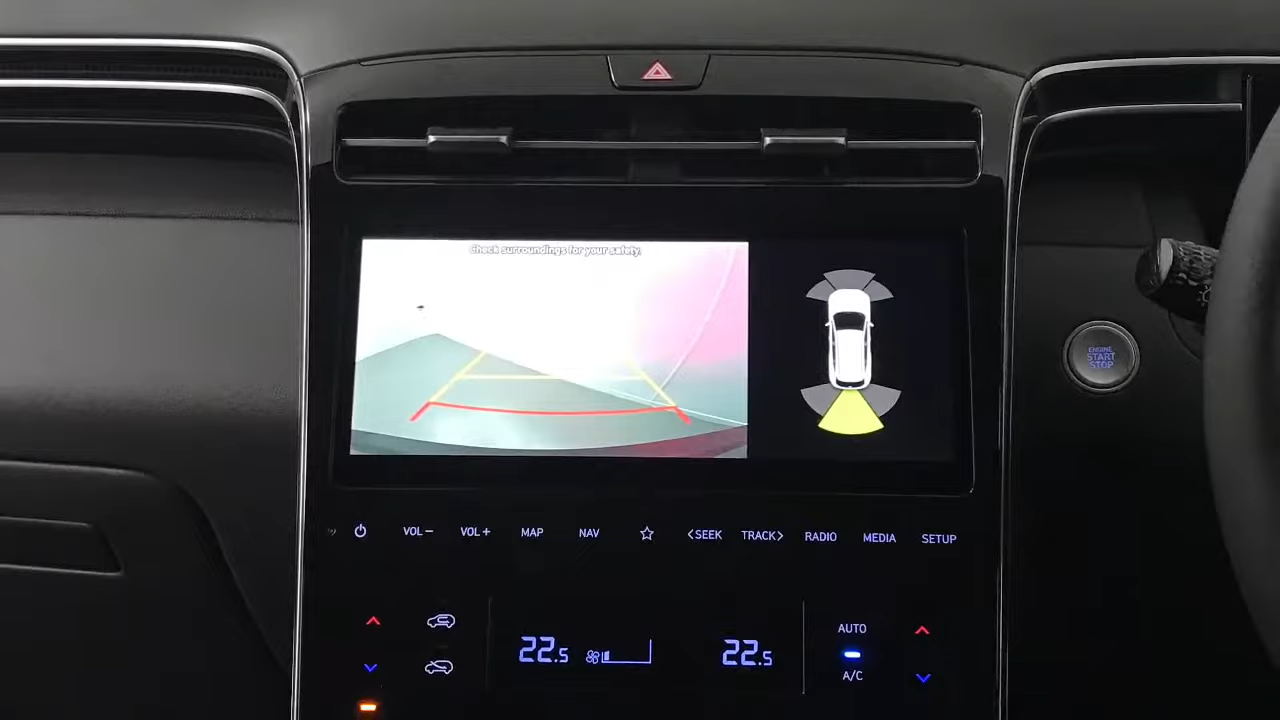 Check surroundings for your safety.
ENGINE
START
STOP
VOL−
VOL+
MAP
NAV
<SEEK
TRACK>
RADIO
MEDIA
SETUP
22.5
22.5
AUTO
A/C